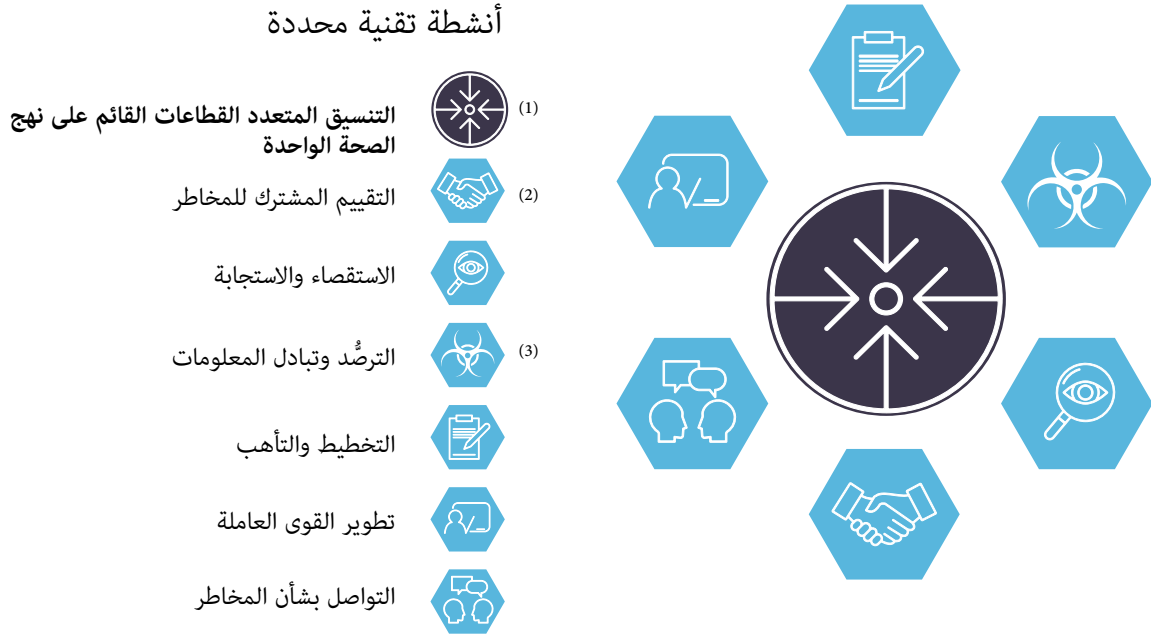 أنشطة تقنية محددة
(1) التنسيق المتعدد القطاعات القائم على نهج
الصحة الواحدة
(2) التقييم المشترك للمخاطر
الاستقصاء والاستجابة
(3) الترصُّد وتبادل المعلومات
التخطيط والتأهب
تطوير القوى العاملة
التواصل بشأن المخاطر